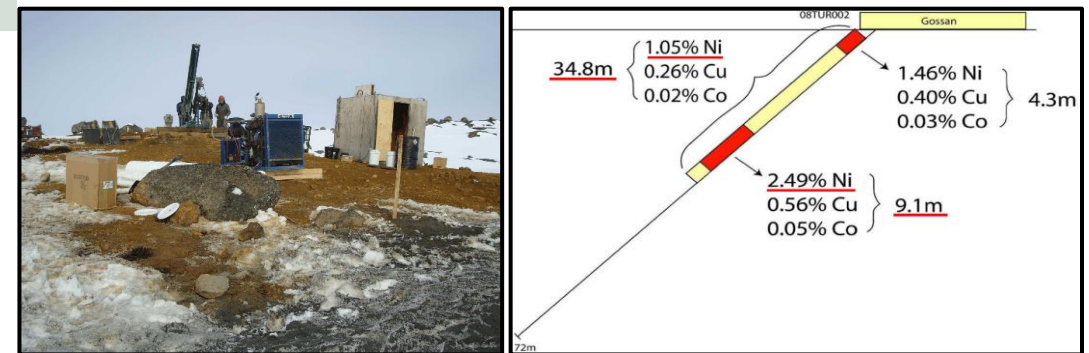 08TUR002
Gossan
34.8m
1.05% Ni
0.26% Cu
0.02% Co
1.46% Ni
0.40% Cu
0.03% Co
4.3m
2.49% Ni
0.56% Cu
0.05% Co
9.1m
72m